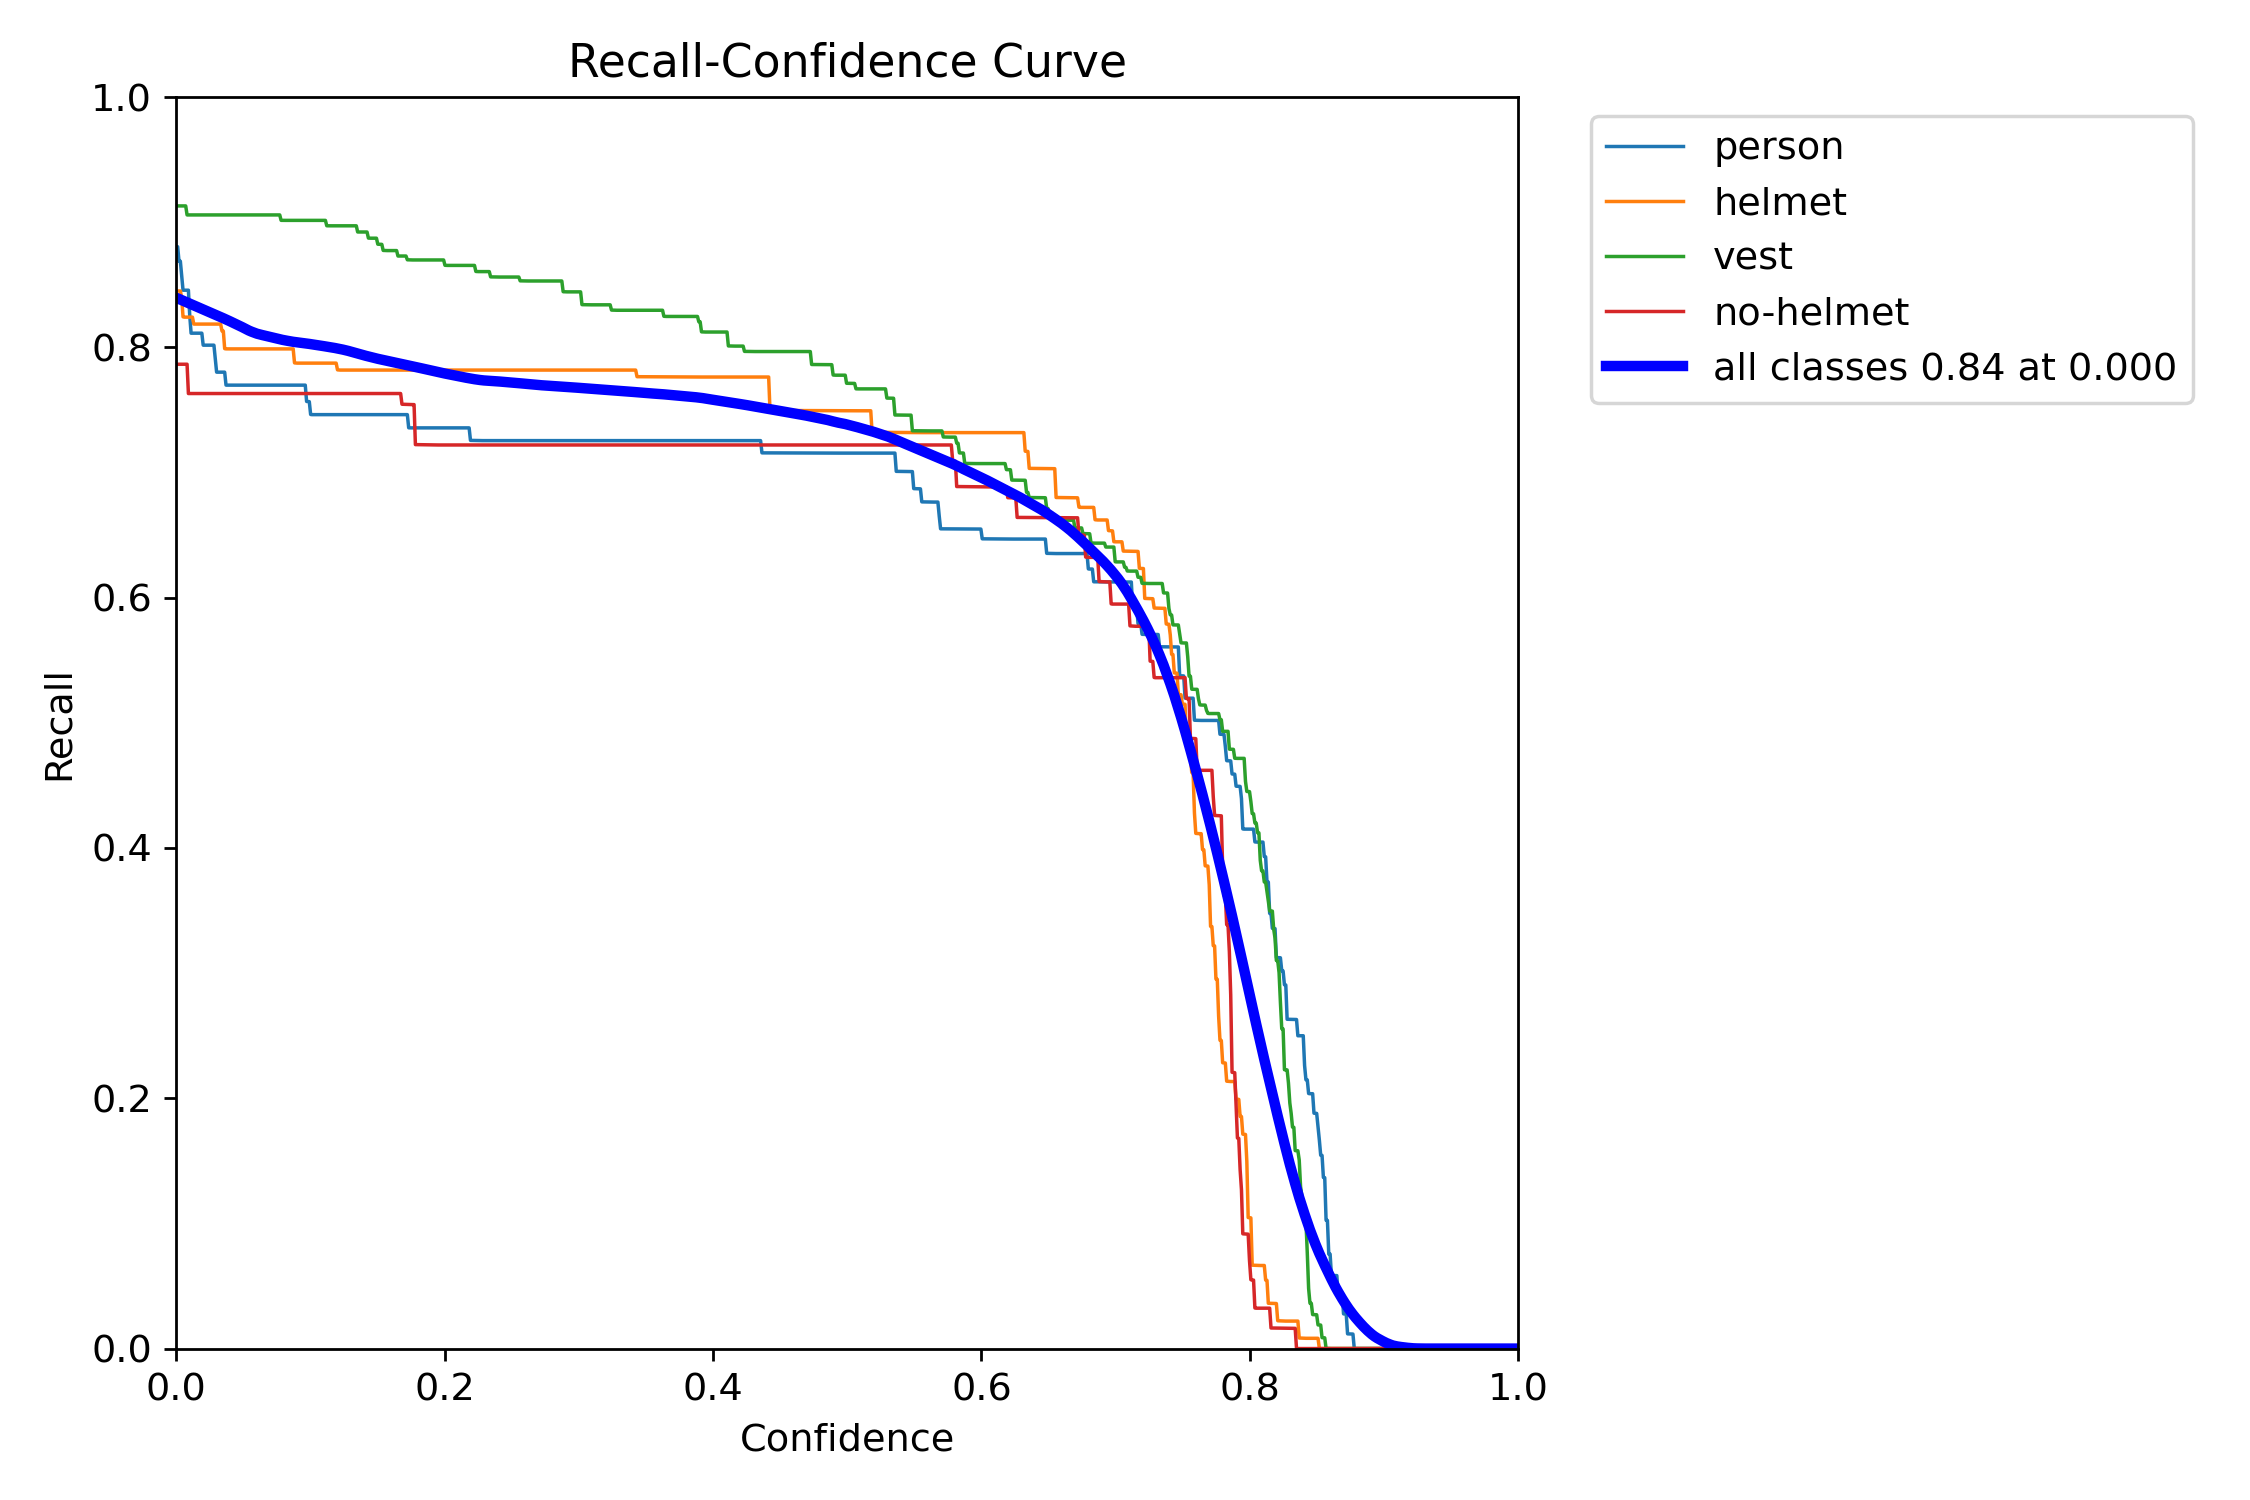 Recall-Confidence Curve
1.0
0.8
0.6
0.4
0.2
0.0
Recall
0.0 0.2 0.4 0.6 0.8 1.0
Confidence
person
helmet
vest
no-helmet
all classes 0.84 at 0.000